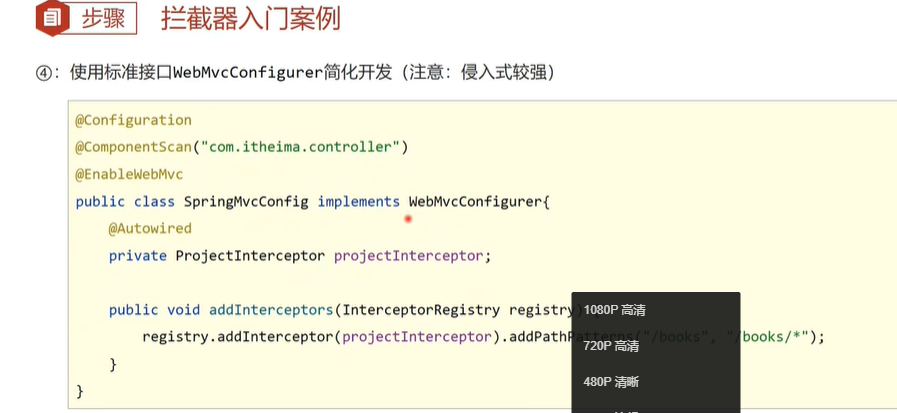 步骤 拦截器入门案例
④：使用标准接口WebMvcConfigurer简化开发（注意：侵入式较强）
@Configuration
@ComponentScan("com.itheima.controller")
@EnableWebMvc
public class SpringMvcConfig implements WebMvcConfigurer{
@Autowired
private ProjectInterceptor projectInterceptor;
public void addInterceptors(InterceptorRegistry registry)
registry.addInterceptor(projectInterceptor).addPathPatterns("/books", "/books/*");
}
}
1080P 高清
720P 高清
480P 清晰